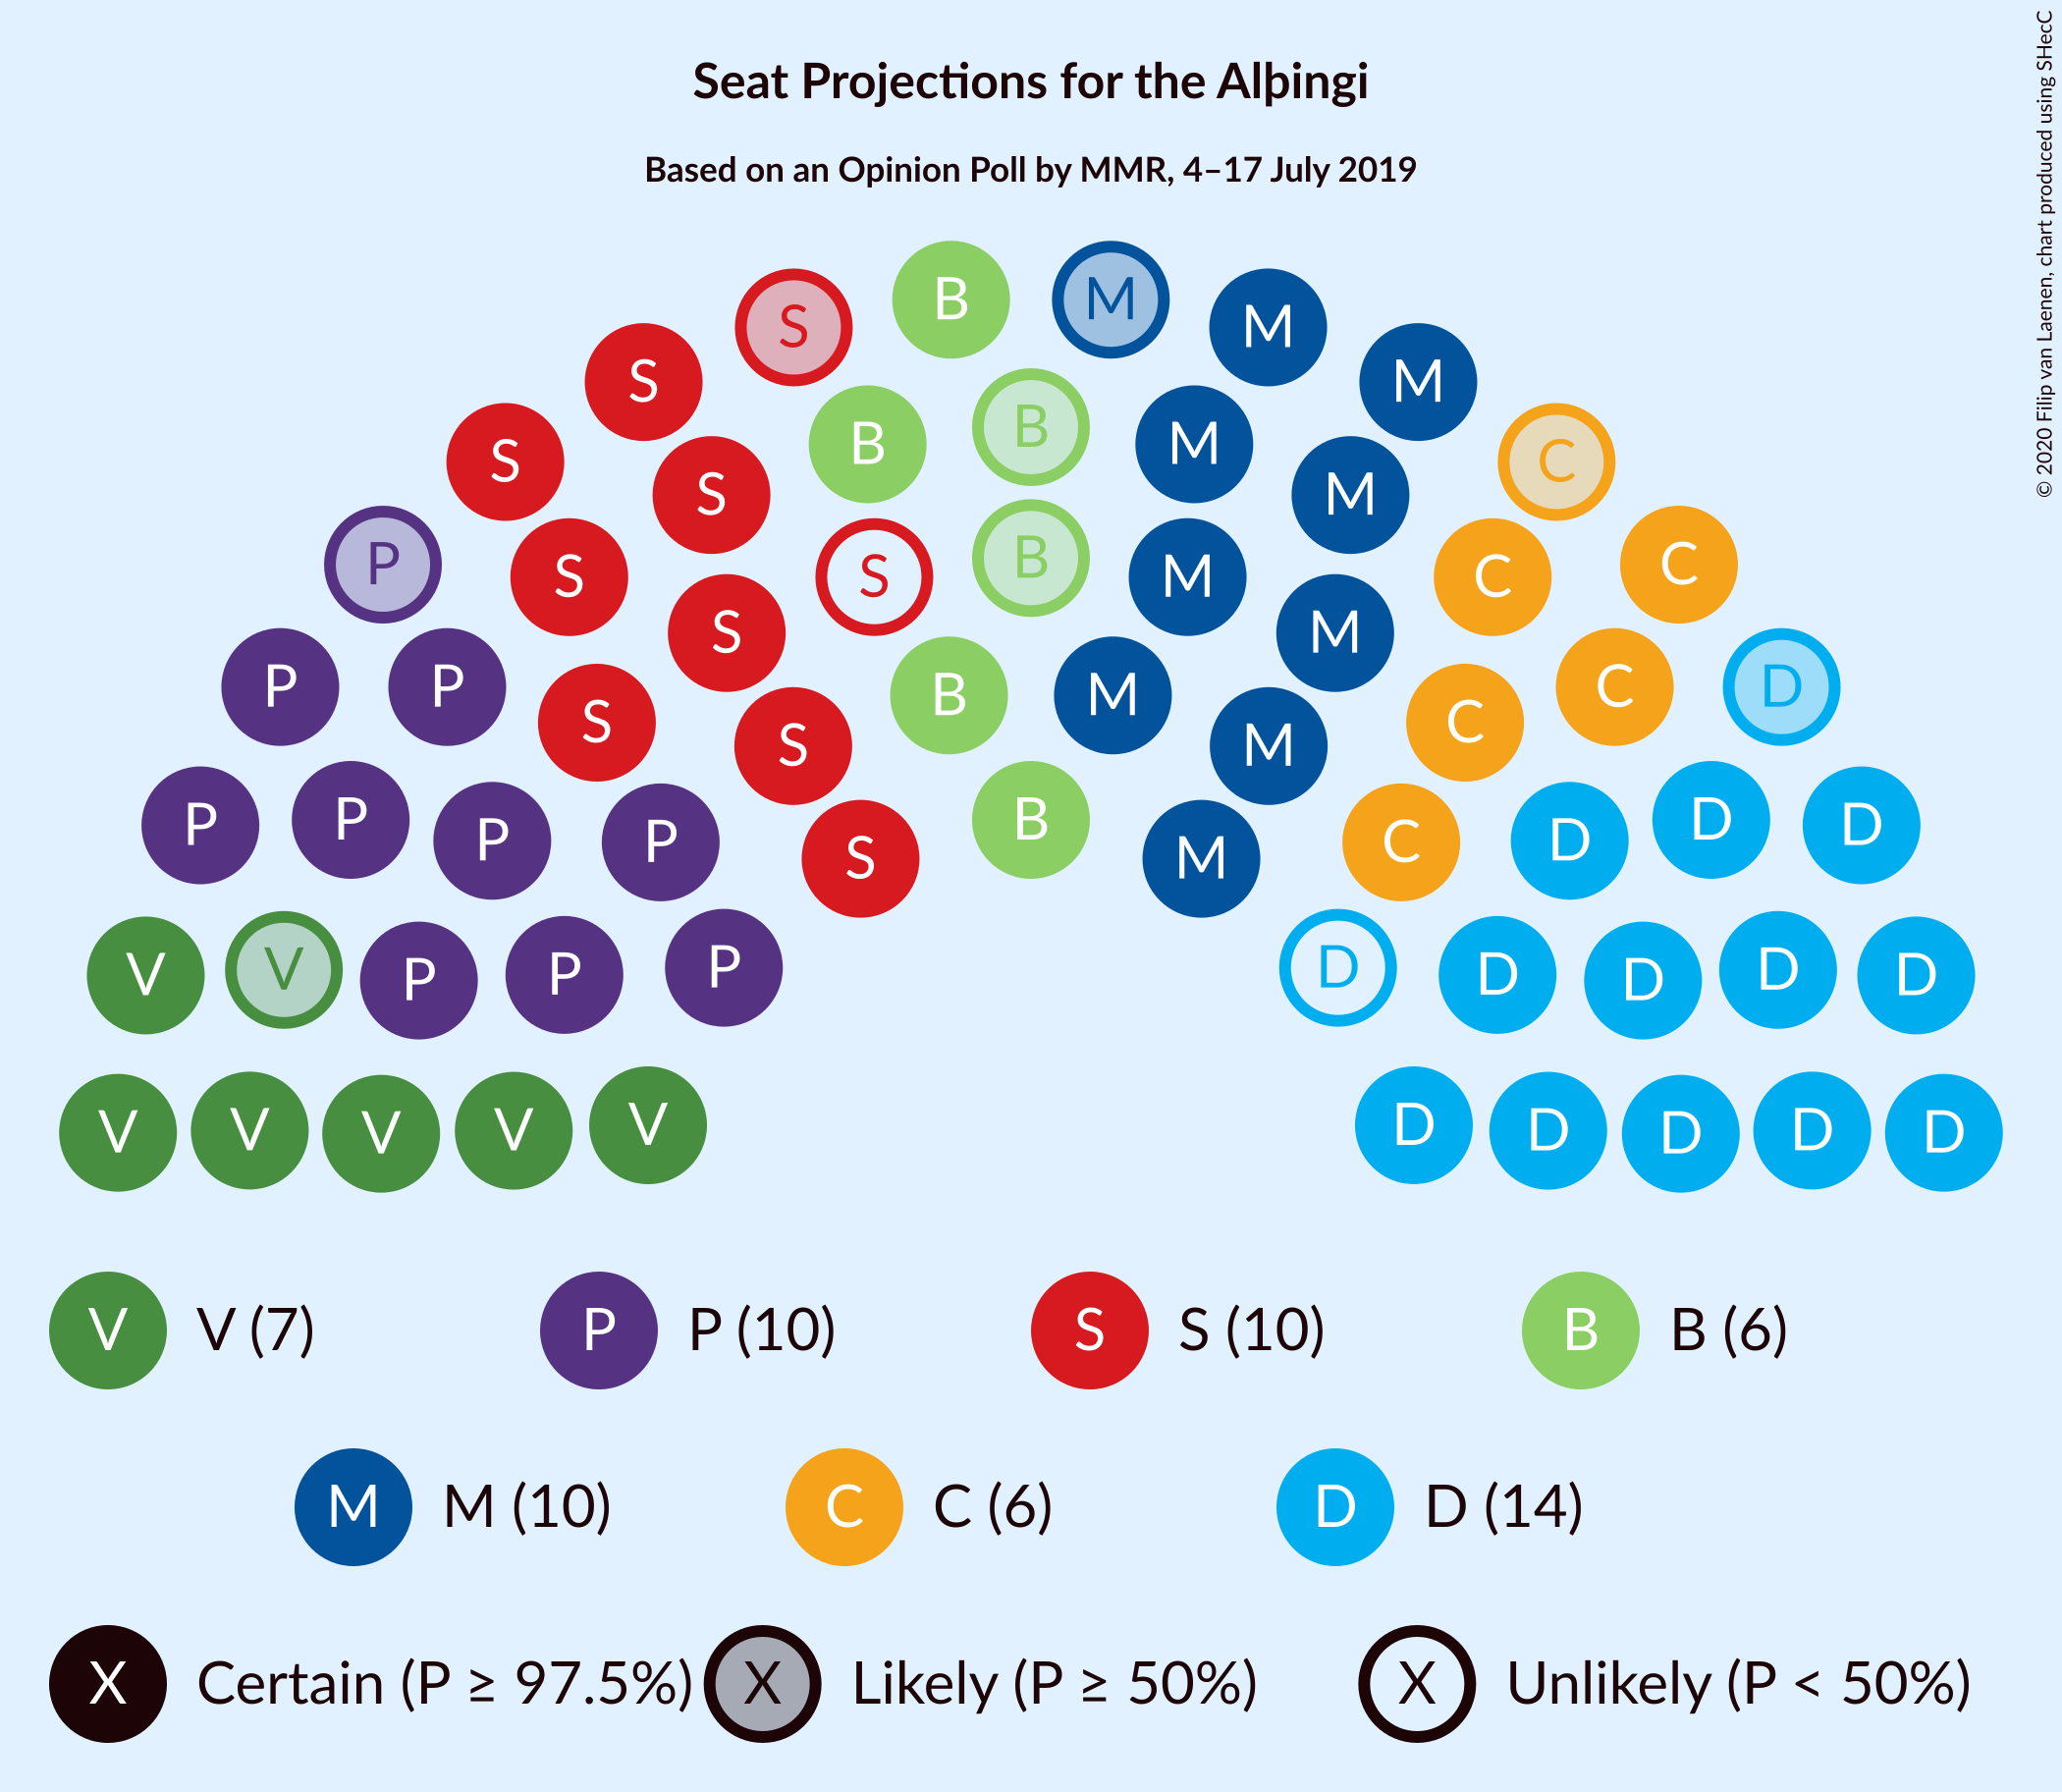 Seat Projections for the Alþingi
Based on an Opinion Poll by MMR, 4–17 July 2019
© 2020 Filip van Laenen, chart produced using SHecC
B M
S M
S M
B
B M
S C
S M
P C
B
S S M C
S M
P P B M C D
S C
S M
P P B D D
P P C D
S M
P D
V V P P D D D D
V V V V V D D D D D
V V (7) P P (10) S S (10) B B (6)
M M (10) C C (6) D D (14)
X Certain (P ≥ 97.5%) X Likely (P ≥ 50%) X Unlikely (P < 50%)